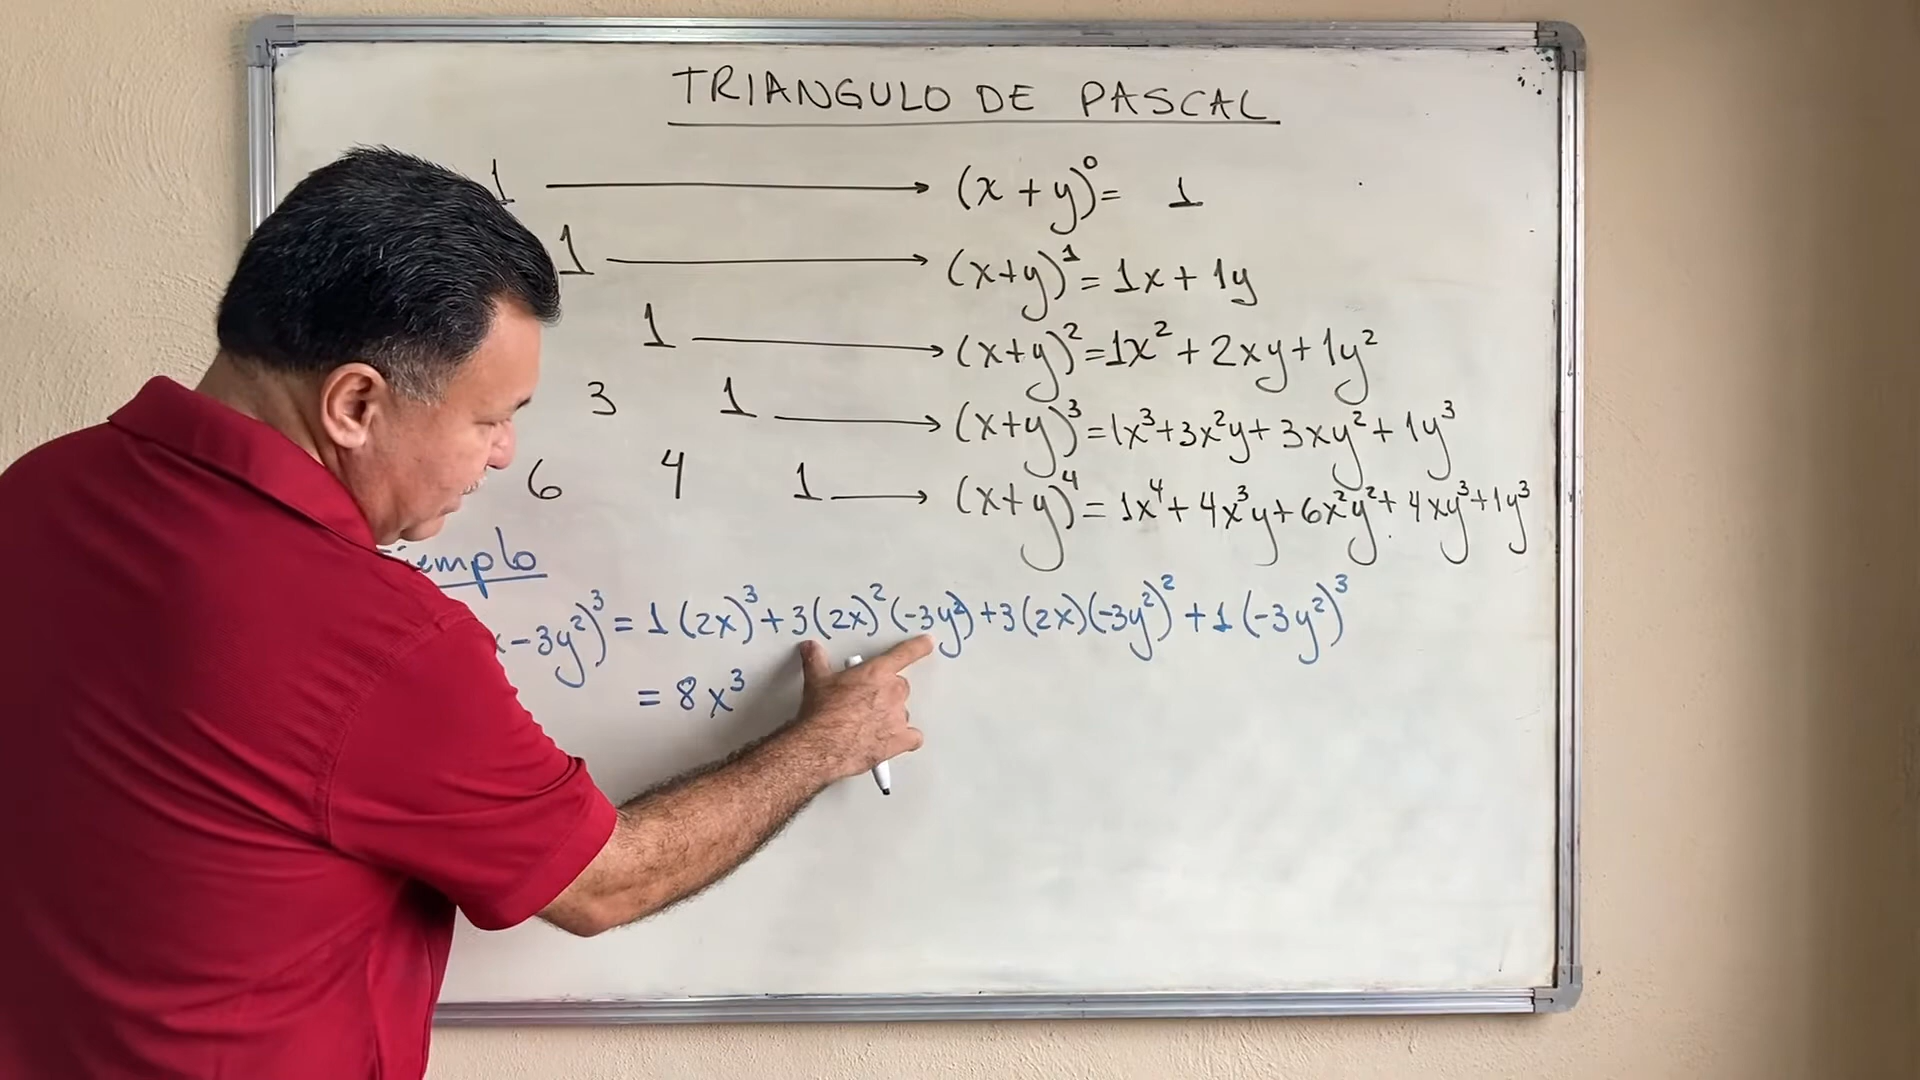 TRIANGULO DE PASCAL
1 → (x + y)⁰ = 1
1 → (x+y)¹ = 1x + 1y
1 → (x+y)² = 1x² + 2xy + 1y²
3 1 → (x+y)³ = 1x³ + 3x²y + 3xy² + 1y³
6 4 1 → (x+y)⁴ = 1x⁴ + 4x³y + 6x²y² + 4xy³ + 1y³
Ejemplo
x - 3y²)³ = 1(2x)³ + 3(2x)²(-3y²) + 3(2x)(-3y²)² + 1(-3y²)³
= 8x³